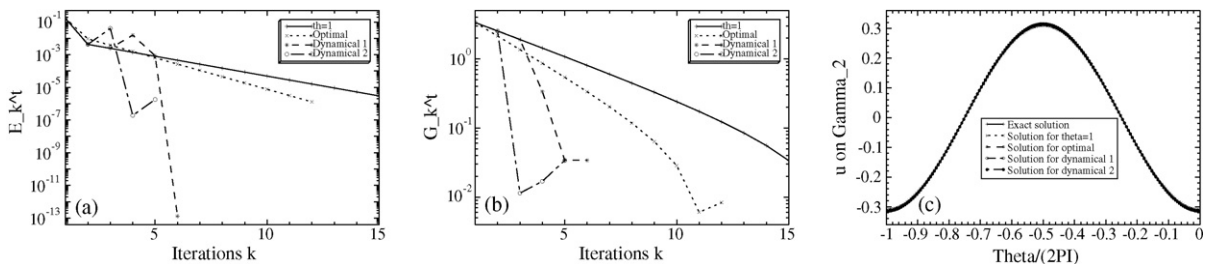 10^-1
10^-3
10^-5
10^-7
10^-9
10^-11
10^-13
E_k^t
th=1
Optimal
Dynamical 1
Dynamical 2
(a)
5 10 15
Iterations k
10^0
10^-1
10^-2
G_k^t
th=1
Optimal
Dynamical 1
Dynamical 2
(b)
5 10 15
Iterations k
0.3
0.2
0.1
0
-0.1
-0.2
-0.3
u on Gamma_2
Exact solution
Solution for theta=1
Solution for optimal
Solution for dynamical 1
Solution for dynamical 2
(c)
-1 -0.9 -0.8 -0.7 -0.6 -0.5 -0.4 -0.3 -0.2 -0.1 0
Theta/(2PI)